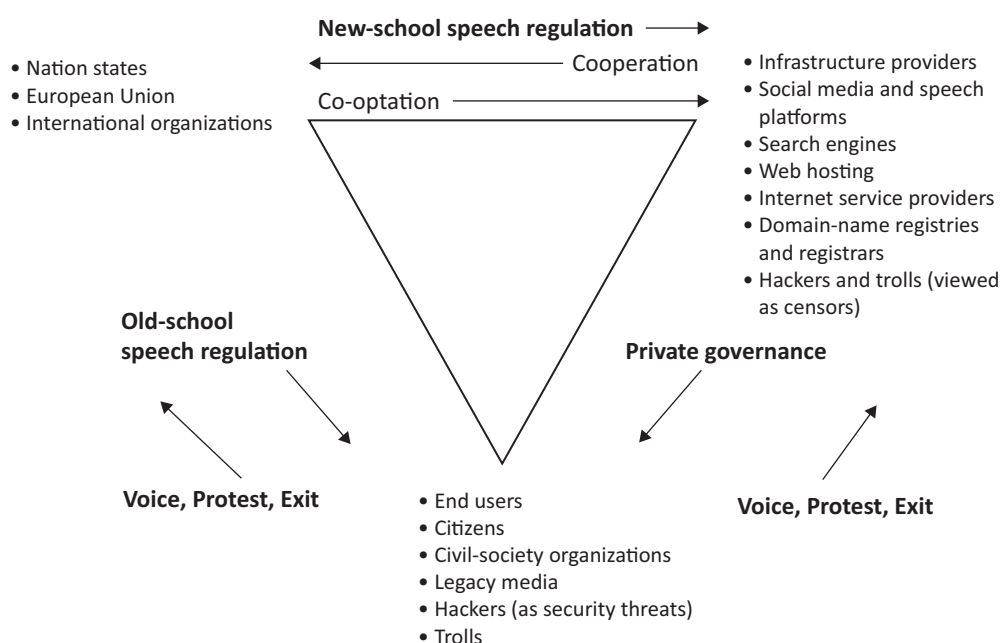 New-school speech regulation
Cooperation
Co-optation
• Nation states
• European Union
• International organizations
• Infrastructure providers
• Social media and speech
platforms
• Search engines
• Web hosting
• Internet service providers
• Domain-name registries
and registrars
• Hackers and trolls (viewed
as censors)
Old-school
speech regulation
Private governance
Voice, Protest, Exit
Voice, Protest, Exit
• End users
• Citizens
• Civil-society organizations
• Legacy media
• Hackers (as security threats)
• Trolls